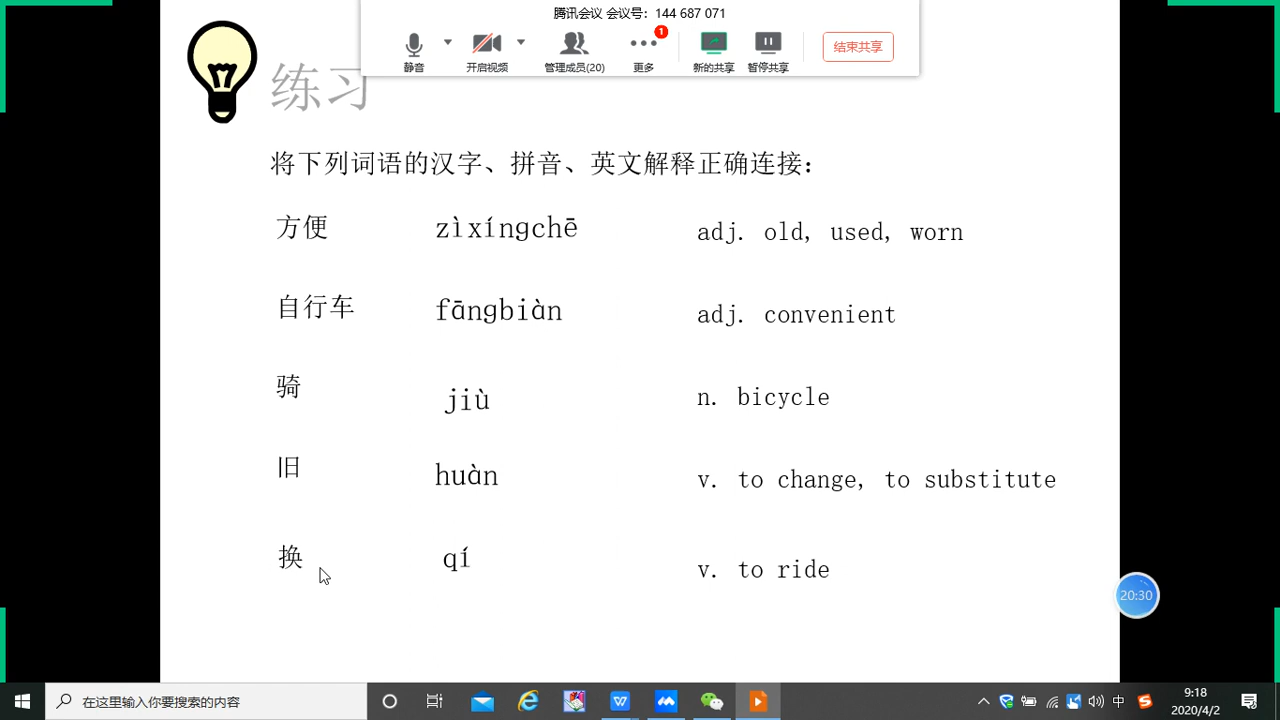 腾讯会议 会议号：144 687 071
1
静音 开启视频 管理成员(20) 更多 新的共享 暂停共享 结束共享
练习
将下列词语的汉字、拼音、英文解释正确连接：
方便 zìxíngchē adj. old, used, worn
自行车 fāngbiàn adj. convenient
骑 jiù n. bicycle
旧 huàn v. to change, to substitute
换 qí v. to ride
20:30
在这里输入你要搜索的内容
中
9:18
2020/4/2